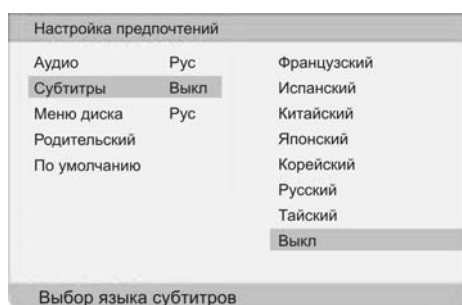 Настройка предпочтений
Аудио Рус
Субтитры Выкл
Меню диска Рус
Родительский
По умолчанию
Французский
Испанский
Китайский
Японский
Корейский
Русский
Тайский
Выкл
Выбор языка субтитров